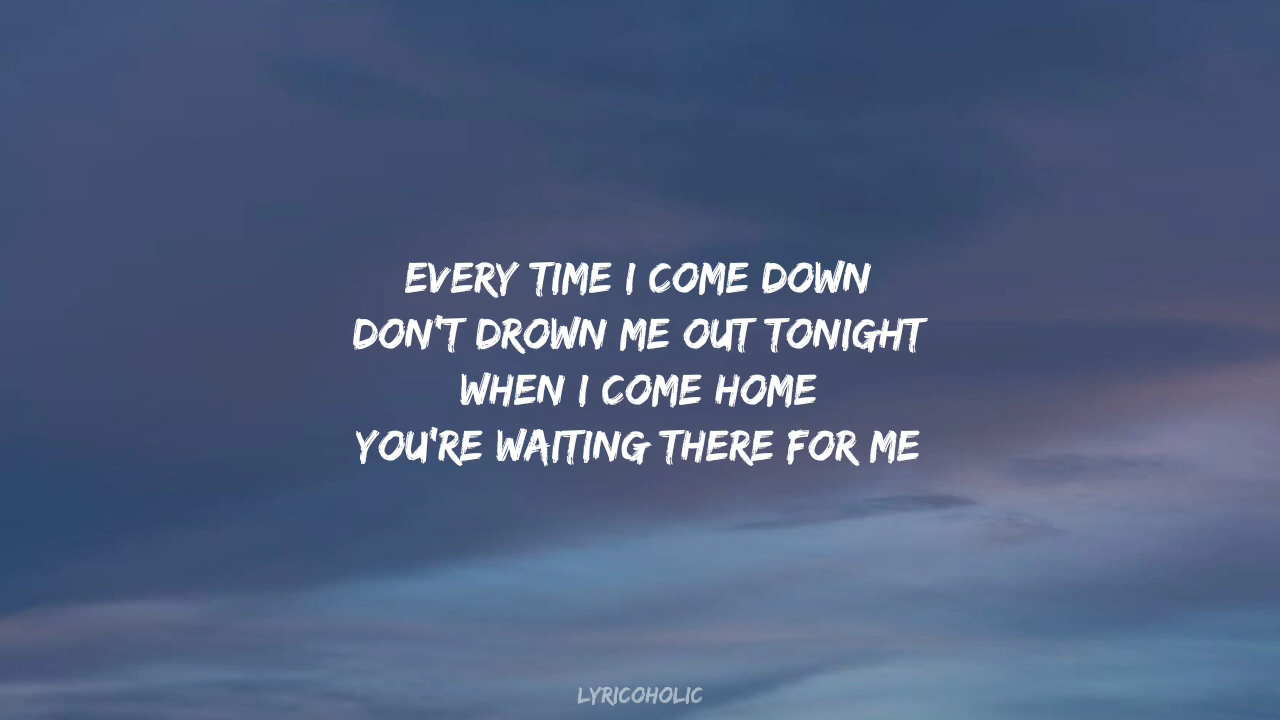 EVERY TIME I COME DOWN
DON'T DROWN ME OUT TONIGHT
WHEN I COME HOME
YOU'RE WAITING THERE FOR ME
LYRICOHOLIC